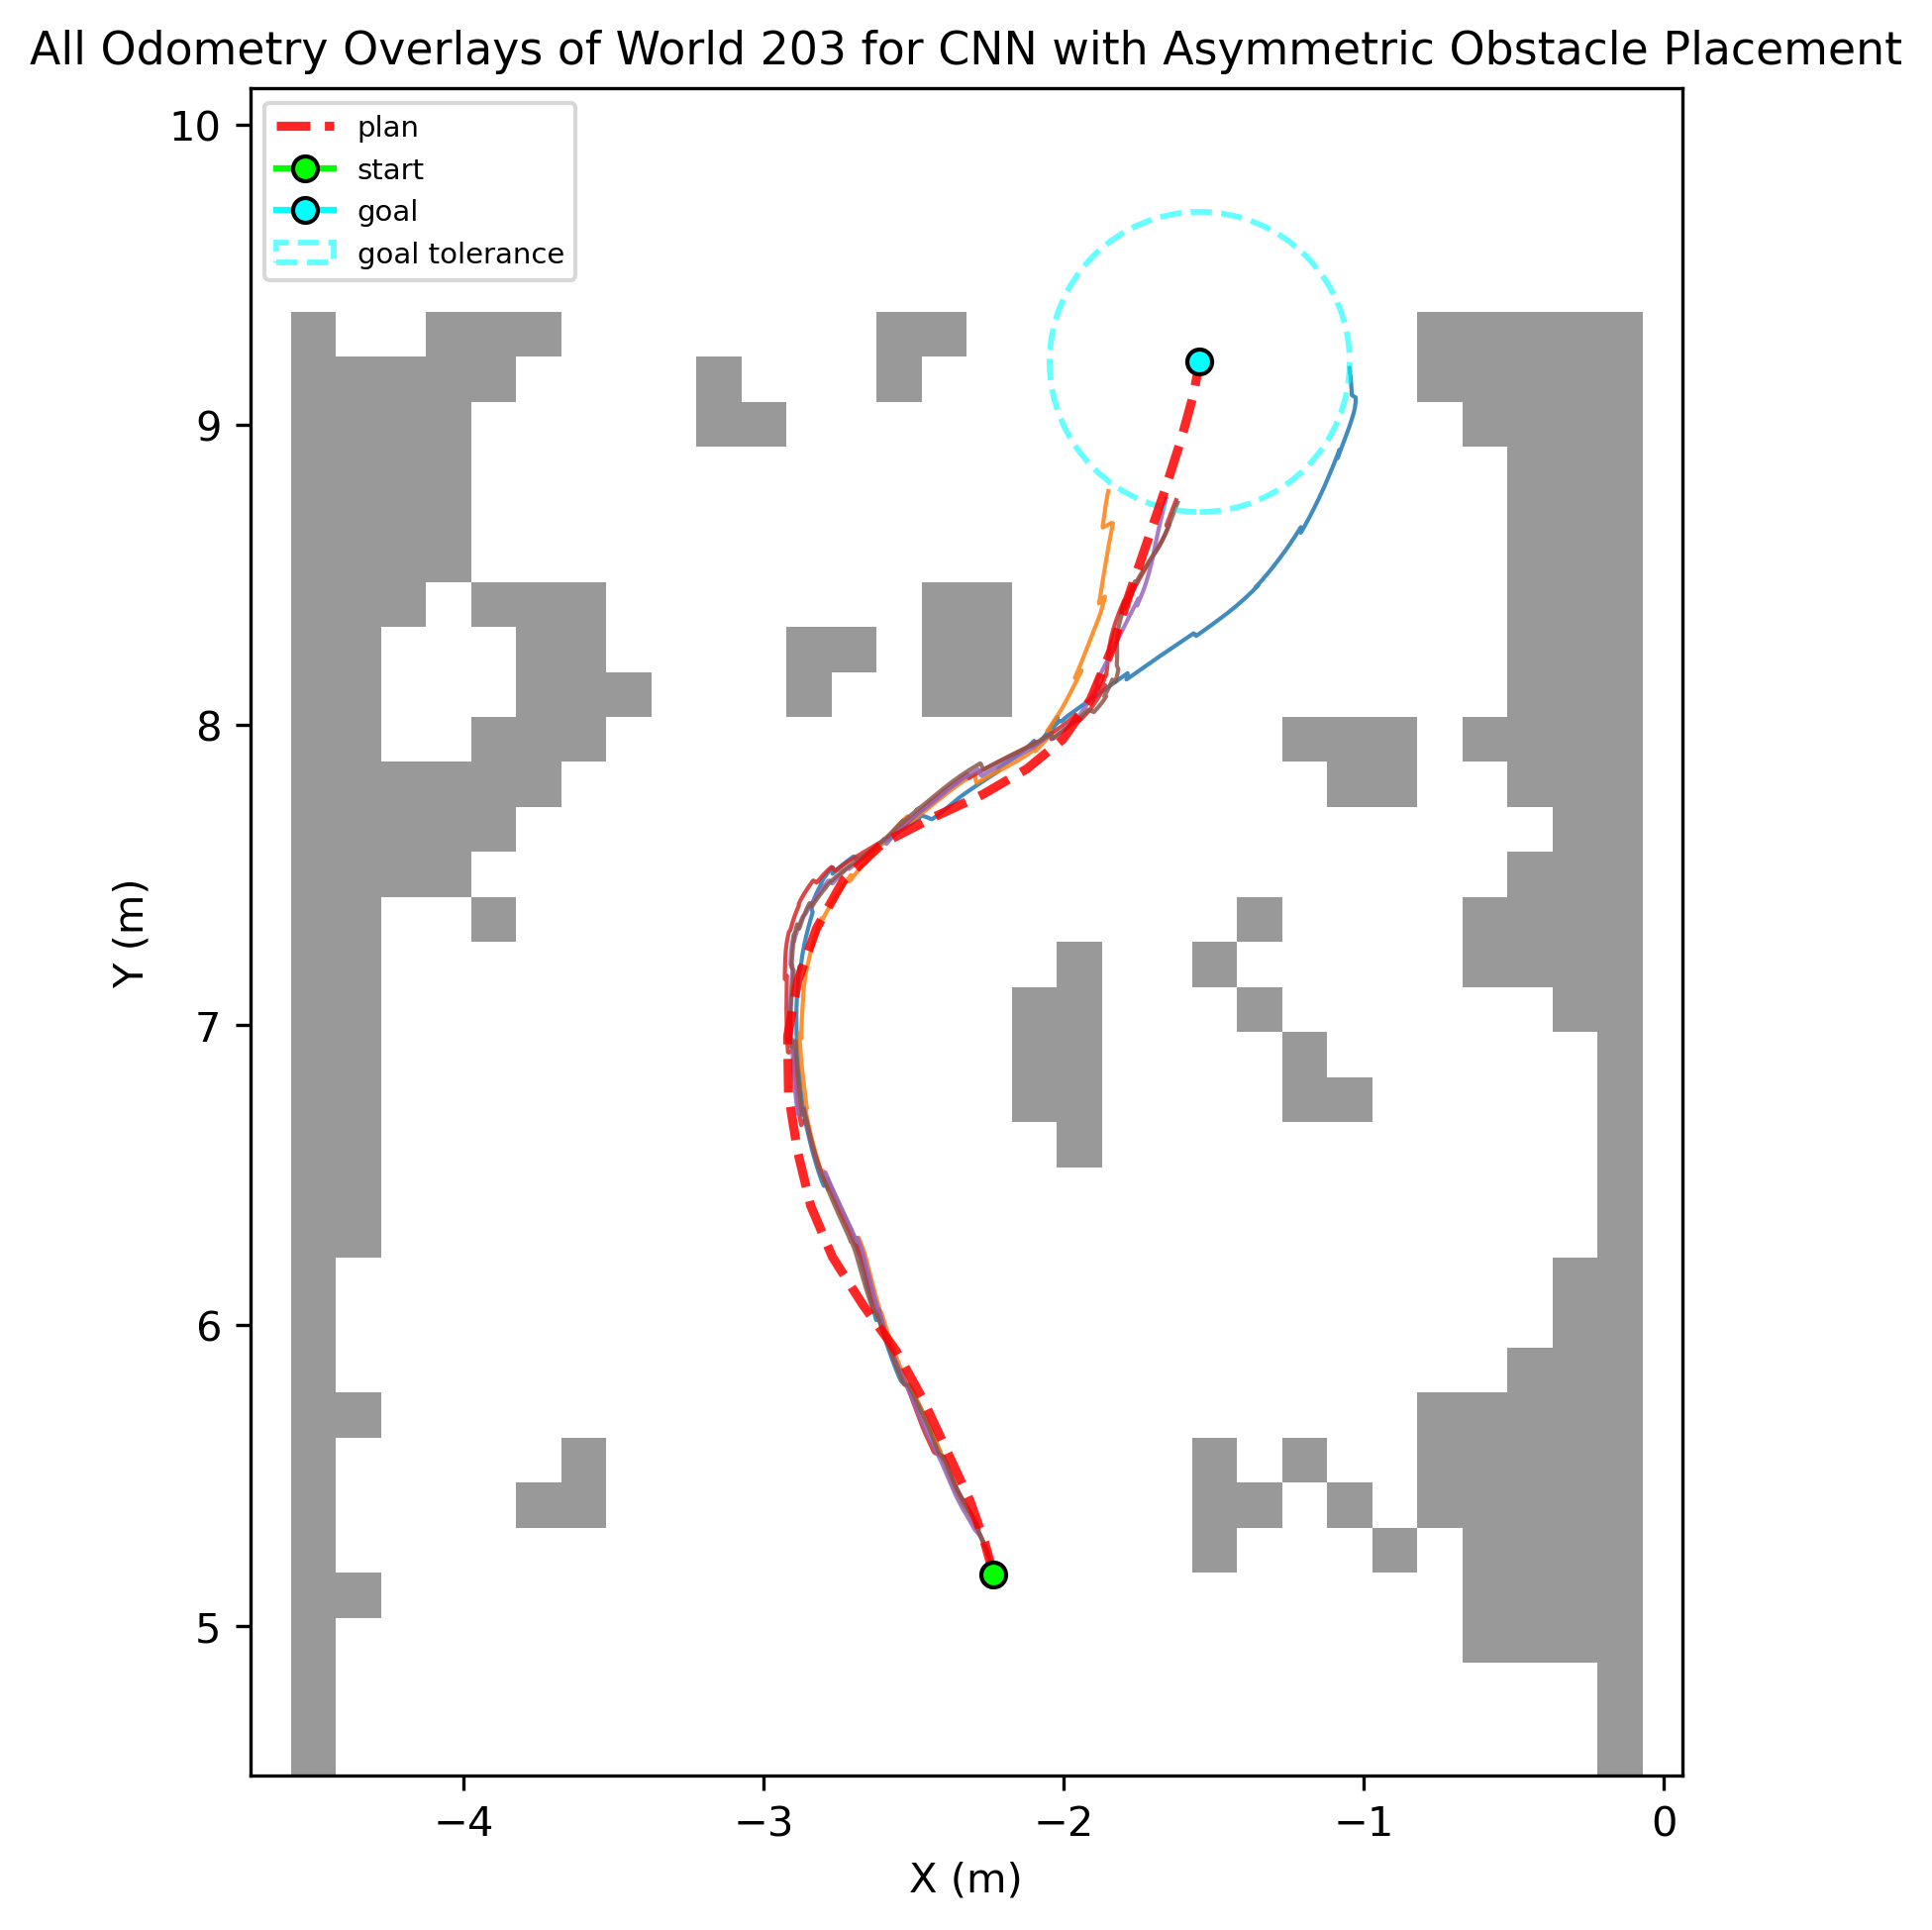 All Odometry Overlays of World 203 for CNN with Asymmetric Obstacle Placement
plan
start
goal
goal tolerance
10
9
8
7
6
5
Y (m)
−4
−3
−2
−1
0
X (m)